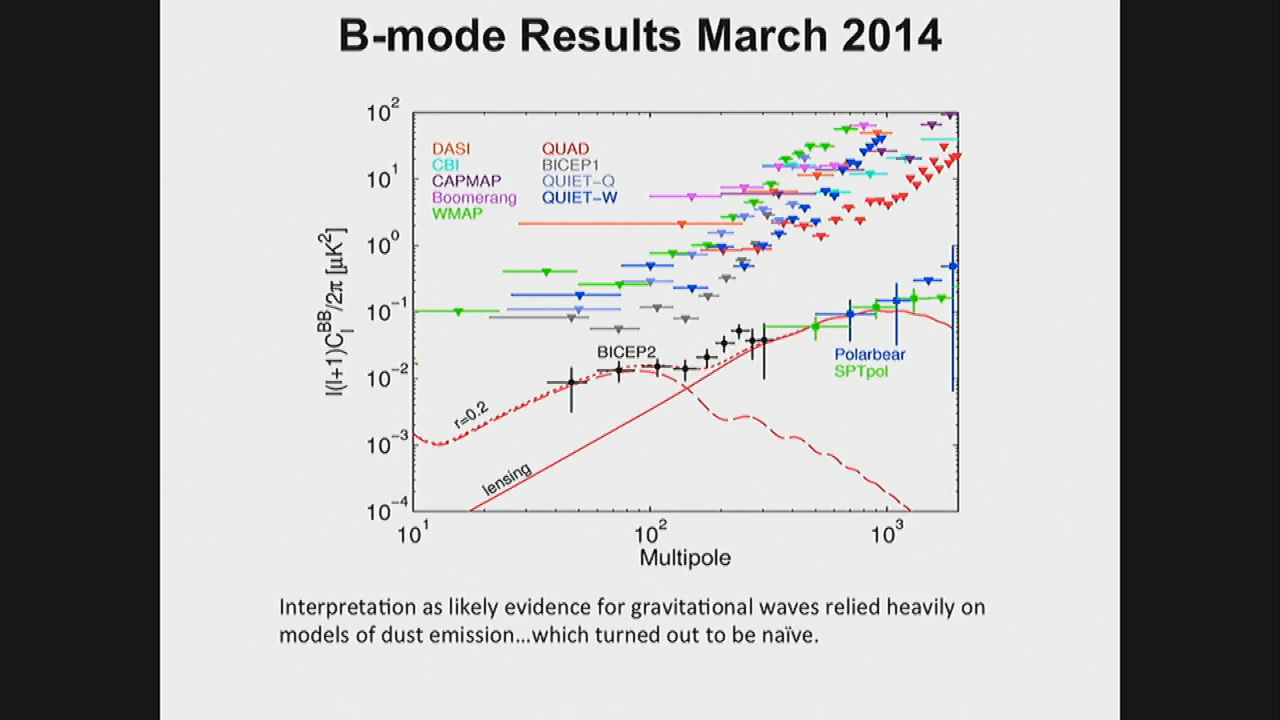 B-mode Results March 2014
10^2
10^1
10^0
10^-1
10^-2
10^-3
10^-4
l(l+1)C_l^BB/2π [μK^2]
DASI
CBI
CAPMAP
Boomerang
WMAP
QUAD
BICEP1
QUIET-Q
QUIET-W
BICEP2
Polarbear
SPTpol
r=0.2
lensing
10^1
10^2
10^3
Multipole
Interpretation as likely evidence for gravitational waves relied heavily on
models of dust emission...which turned out to be naïve.